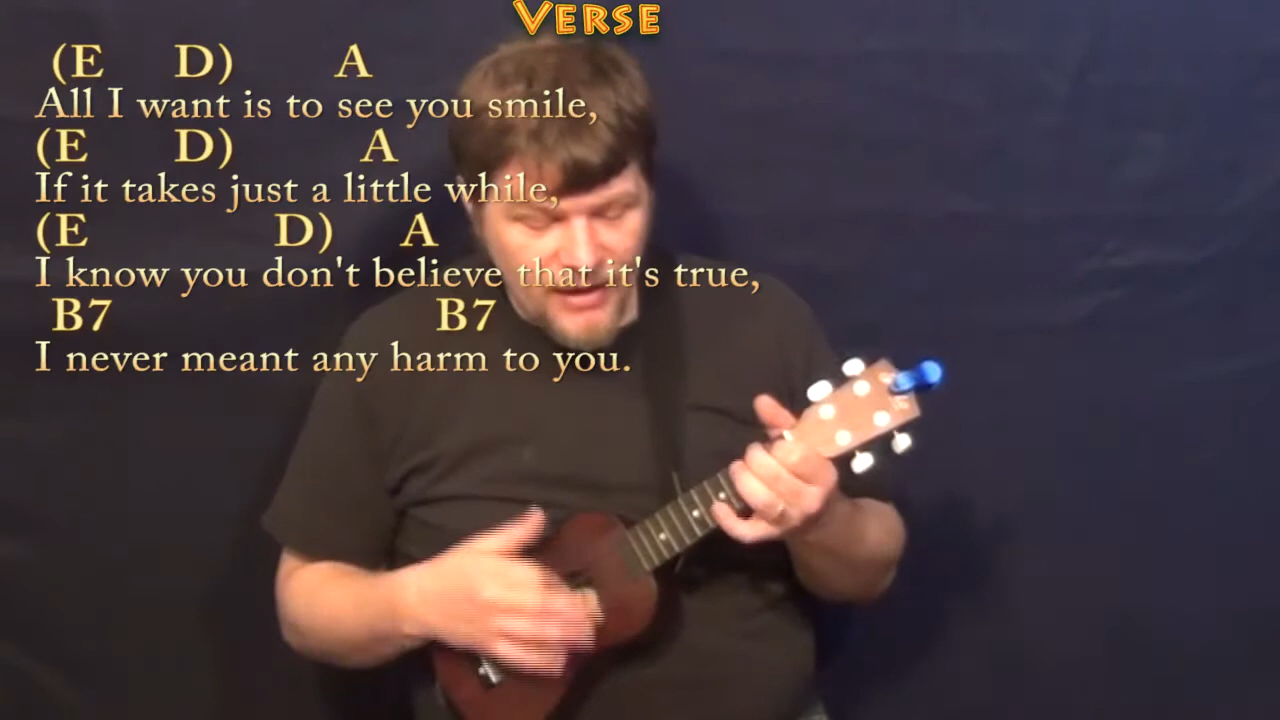 VERSE
(E D) A
All I want is to see you smile,
(E D) A
If it takes just a little while,
(E D) A
I know you don't believe that it's true,
B7 B7
I never meant any harm to you.